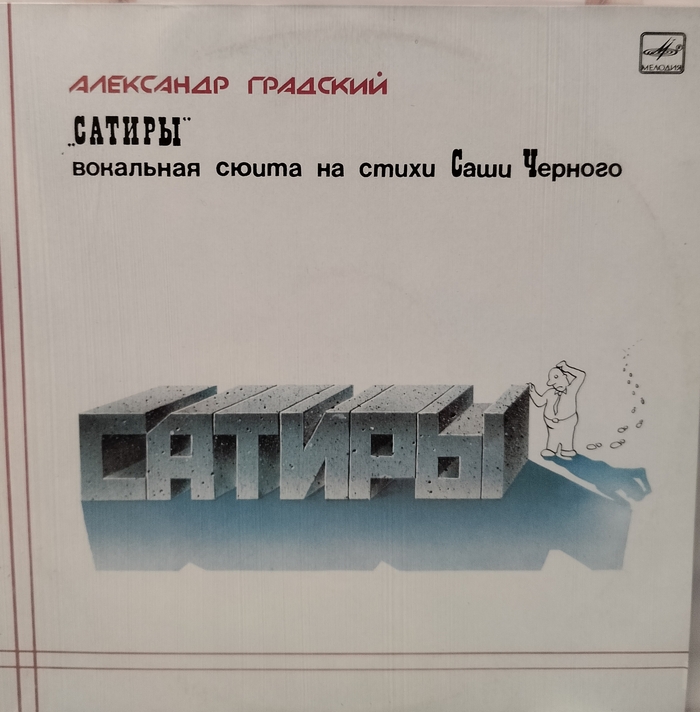 МЕЛОДИЯ
АЛЕКСАНДР ГРАДСКИЙ
„САТИРЫ“
вокальная сюита на стихи Саши Черного
САТИРЫ